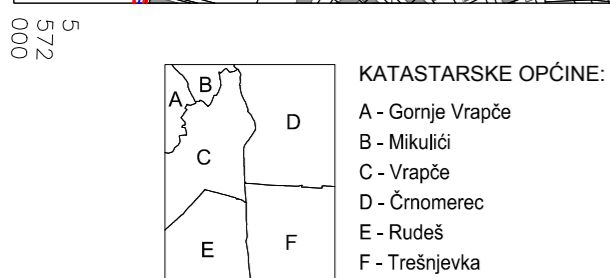 5
572
000
KATASTARSKE OPĆINE:
A - Gornje Vrapče
B - Mikulići
C - Vrapče
D - Črnomerec
E - Rudeš
F - Trešnjevka
A
B
C
D
E
F